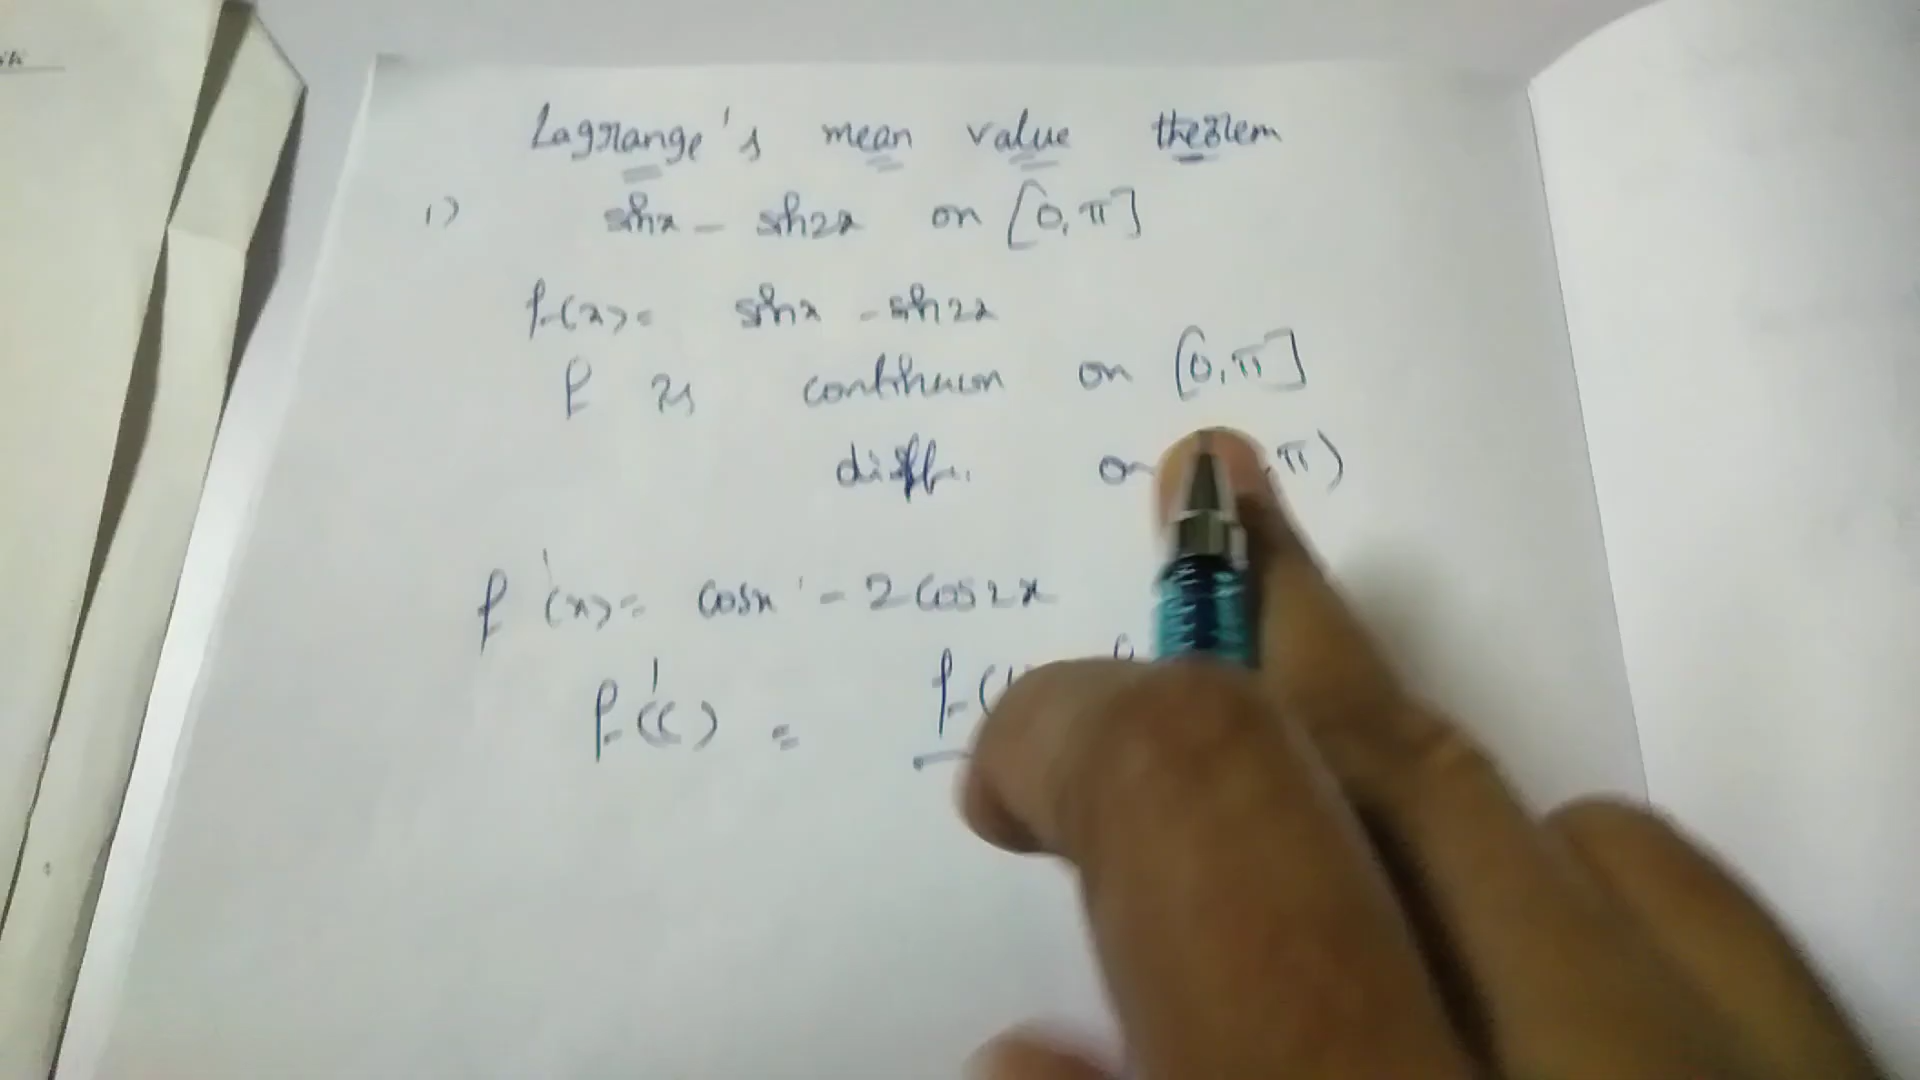 Lagrange's mean value theorem
1) sinx - sin2x on [0, π]
f(x) = sinx - sin2x
f is continuous on [0, π]
diff. on , π)
f'(x) = cosx - 2cos2x
f'(c) = f(